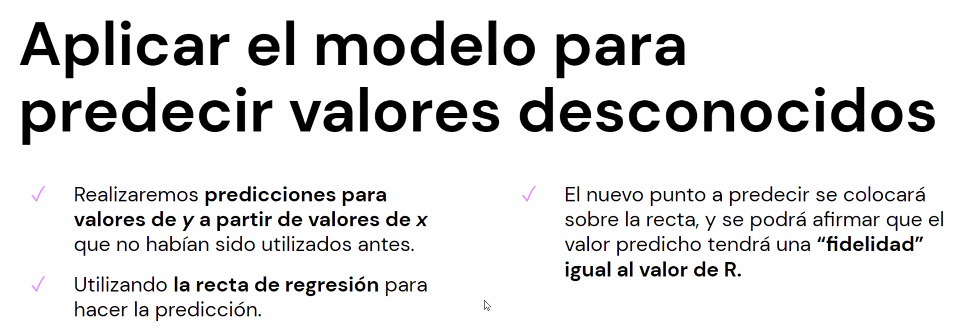 Aplicar el modelo para
predecir valores desconocidos
✓ Realizaremos predicciones para
valores de y a partir de valores de x
que no habían sido utilizados antes.
✓ Utilizando la recta de regresión para
hacer la predicción.
✓ El nuevo punto a predecir se colocará
sobre la recta, y se podrá afirmar que el
valor predicho tendrá una “fidelidad”
igual al valor de R.